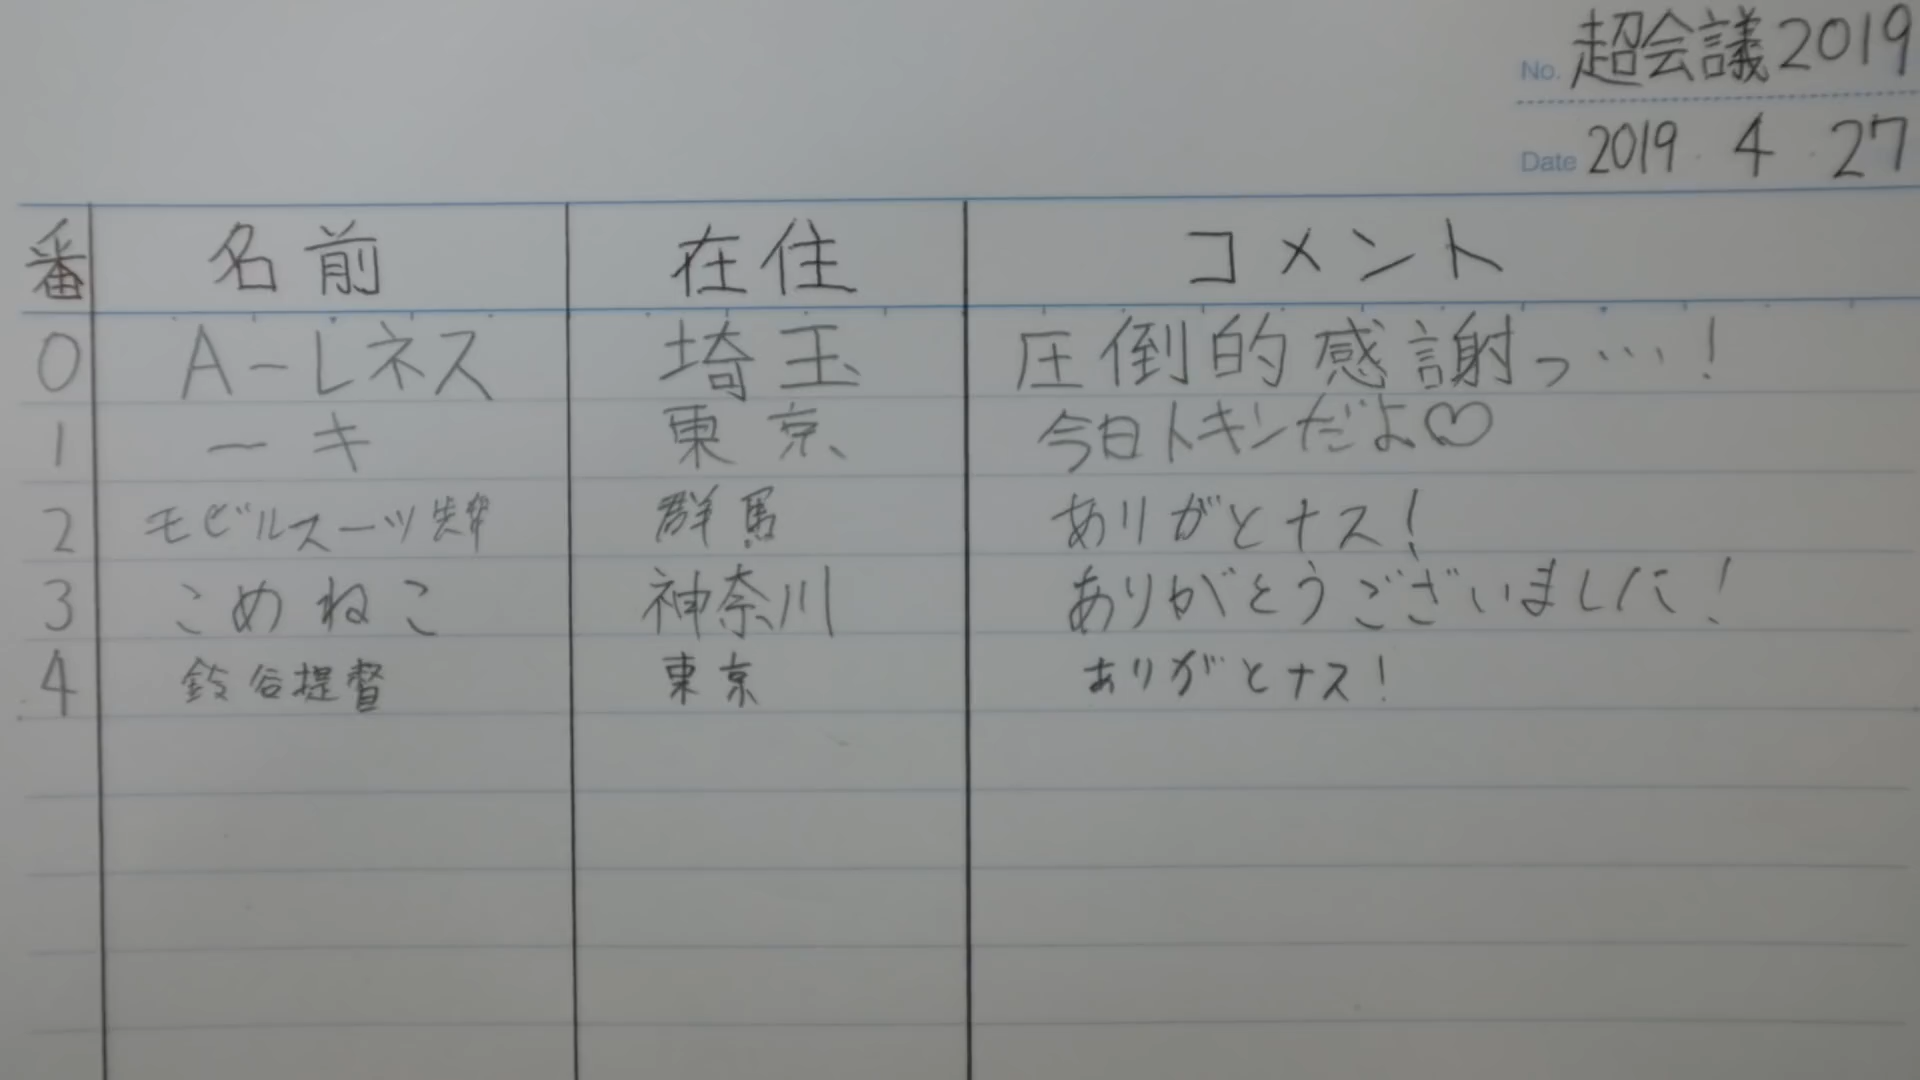 No. 超会議2019
Date 2019 . 4 . 27
番 名前 在住 コメント
0 A-Lネス 埼玉 圧倒的感謝っ…!
1 ーキ 東京 今日トキンだよ♡
2 モビルスーツ 群馬 ありがとナス!
3 こめねこ 神奈川 ありがとうございました!
4 鈴谷提督 東京 ありがとナス!